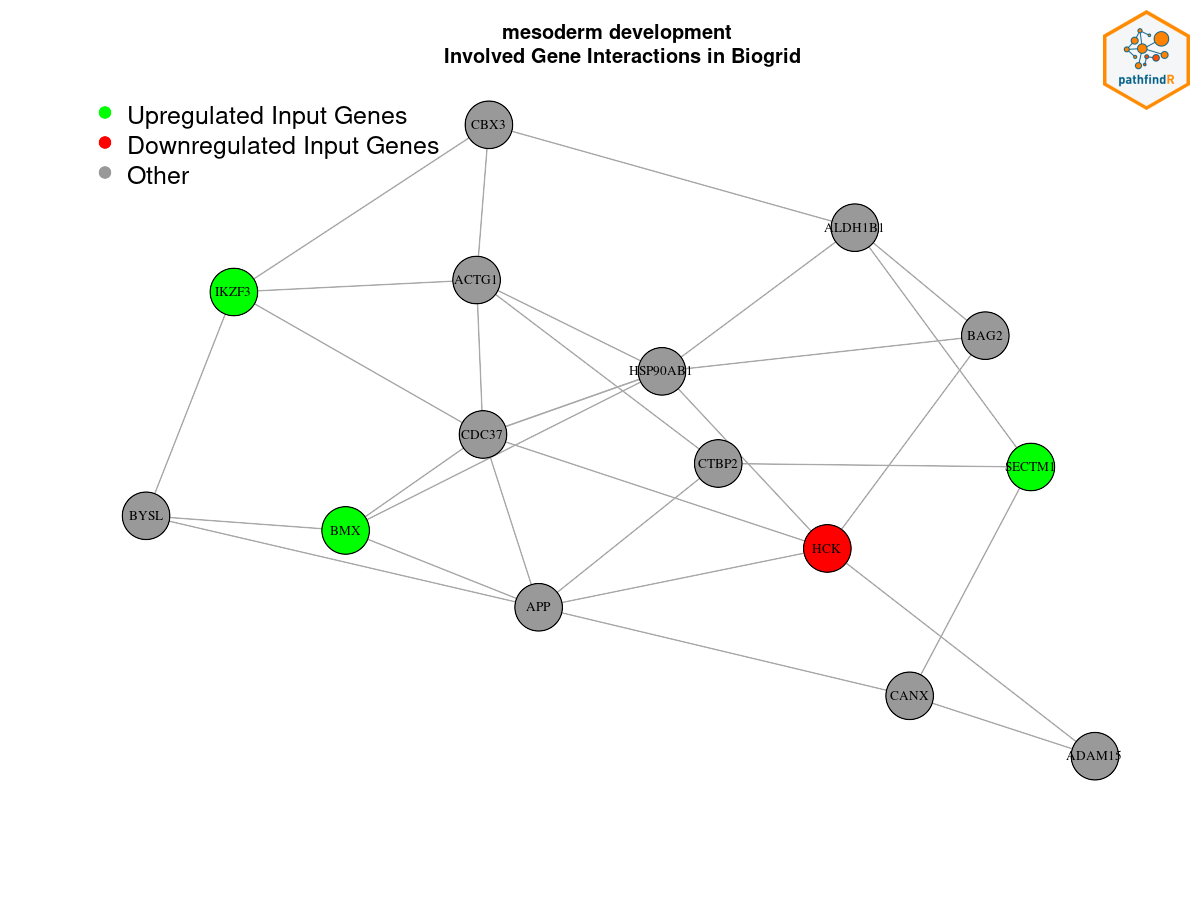 mesoderm development
Involved Gene Interactions in Biogrid
pathfindR
Upregulated Input Genes
Downregulated Input Genes
Other
CBX3
ALDH1B1
ACTG1
IKZF3
BAG2
HSP90AB1
CDC37
CTBP2
SECTM1
BYSL
BMX
HCK
APP
CANX
ADAM15